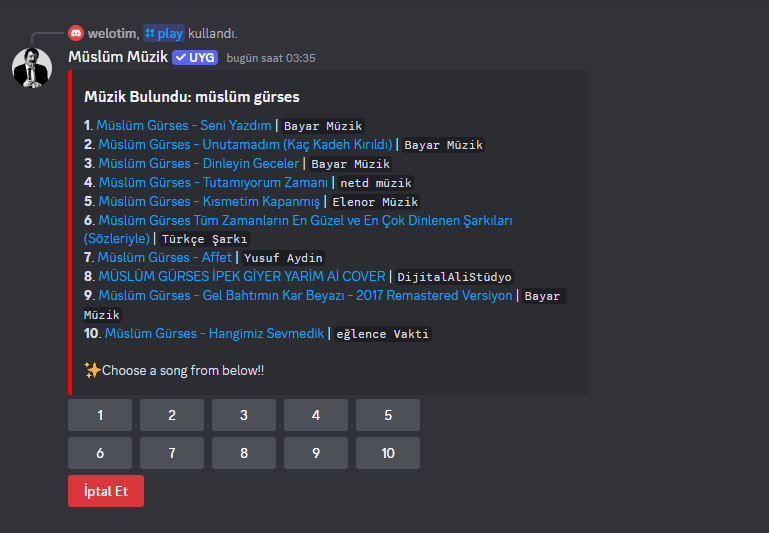 welotim, play kullandı.
Müslüm Müzik UYG bugün saat 03:35
Müzik Bulundu: müslüm gürses
1. Müslüm Gürses - Seni Yazdım | Bayar Müzik
2. Müslüm Gürses - Unutamadım (Kaç Kadeh Kırıldı) | Bayar Müzik
3. Müslüm Gürses - Dinleyin Geceler | Bayar Müzik
4. Müslüm Gürses - Tutamıyorum Zamanı | netd müzik
5. Müslüm Gürses - Kısmetim Kapanmış | Elenor Müzik
6. Müslüm Gürses Tüm Zamanların En Güzel ve En Çok Dinlenen Şarkıları
(Sözleriyle) | Türkçe Şarkı
7. Müslüm Gürses - Affet | Yusuf Aydin
8. MÜSLÜM GÜRSES İPEK GİYER YARİM Aİ COVER | DijitalAliStüdyo
9. Müslüm Gürses - Gel Bahtımın Kar Beyazı - 2017 Remastered Versiyon | Bayar
Müzik
10. Müslüm Gürses - Hangimiz Sevmedik | eğlence Vakti
✨Choose a song from below!!
1 2 3 4 5
6 7 8 9 10
İptal Et